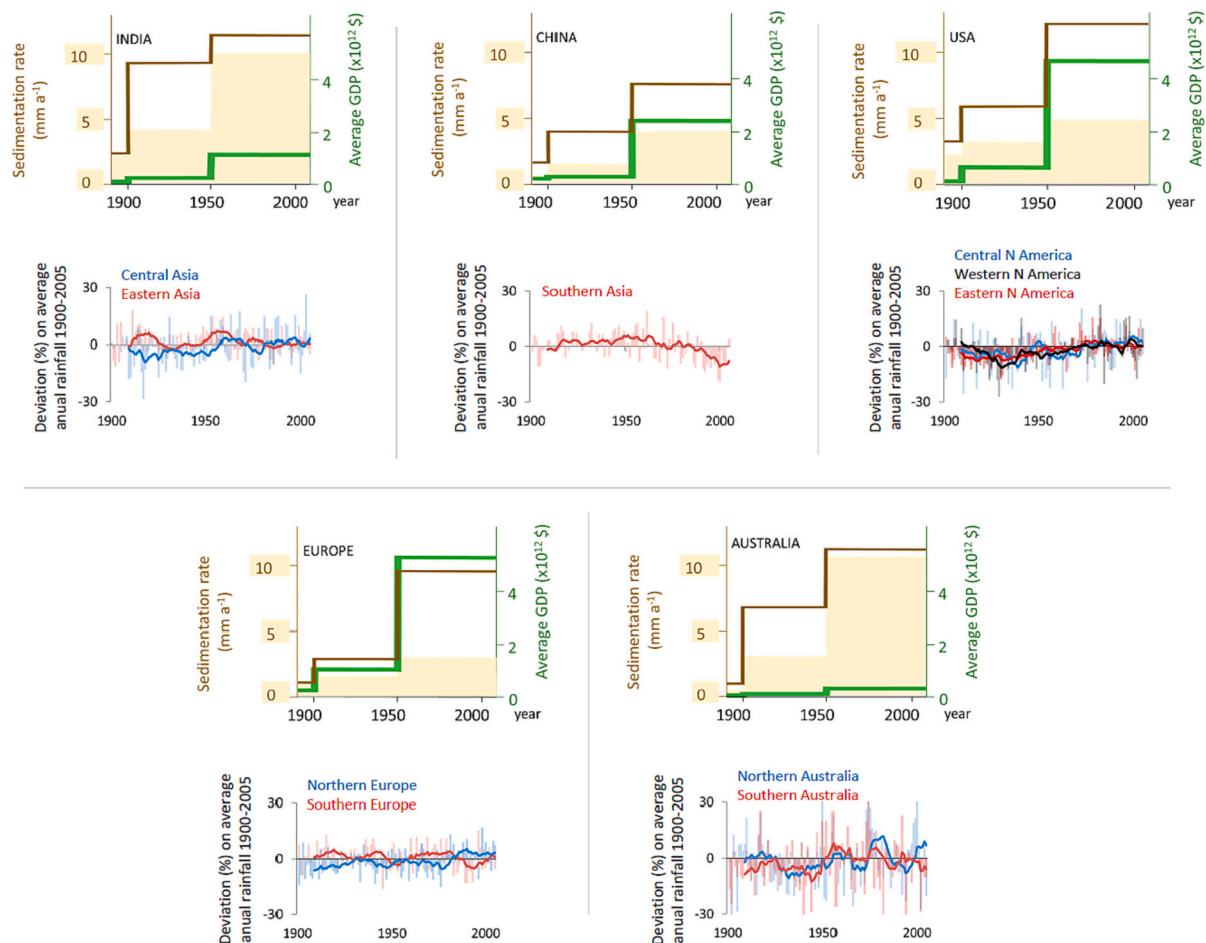 INDIA
Sedimentation rate
(mm a⁻¹)
10
5
0
Average GDP (x10¹² $)
4
2
0
1900 1950 2000 year
CHINA
Sedimentation rate
(mm a⁻¹)
10
5
0
Average GDP (x10¹² $)
4
2
0
1900 1950 2000 year
USA
Sedimentation rate
(mm a⁻¹)
10
5
0
Average GDP (x10¹² $)
4
2
0
1900 1950 2000 year
Deviation (%) on average
anual rainfall 1900-2005
Central Asia
Eastern Asia
30
0
-30
1900 1950 2000
Deviation (%) on average
anual rainfall 1900-2005
Southern Asia
30
0
-30
1900 1950 2000
Deviation (%) on average
anual rainfall 1900-2005
Central N America
Western N America
Eastern N America
30
0
-30
1900 1950 2000
EUROPE
Sedimentation rate
(mm a⁻¹)
10
5
0
Average GDP (x10¹² $)
4
2
0
1900 1950 2000 year
AUSTRALIA
Sedimentation rate
(mm a⁻¹)
10
5
0
Average GDP (x10¹² $)
4
2
0
1900 1950 2000 year
Deviation (%) on average
anual rainfall 1900-2005
Northern Europe
Southern Europe
30
0
-30
1900 1950 2000
Deviation (%) on average
anual rainfall 1900-2005
Northern Australia
Southern Australia
30
0
-30
1900 1950 2000